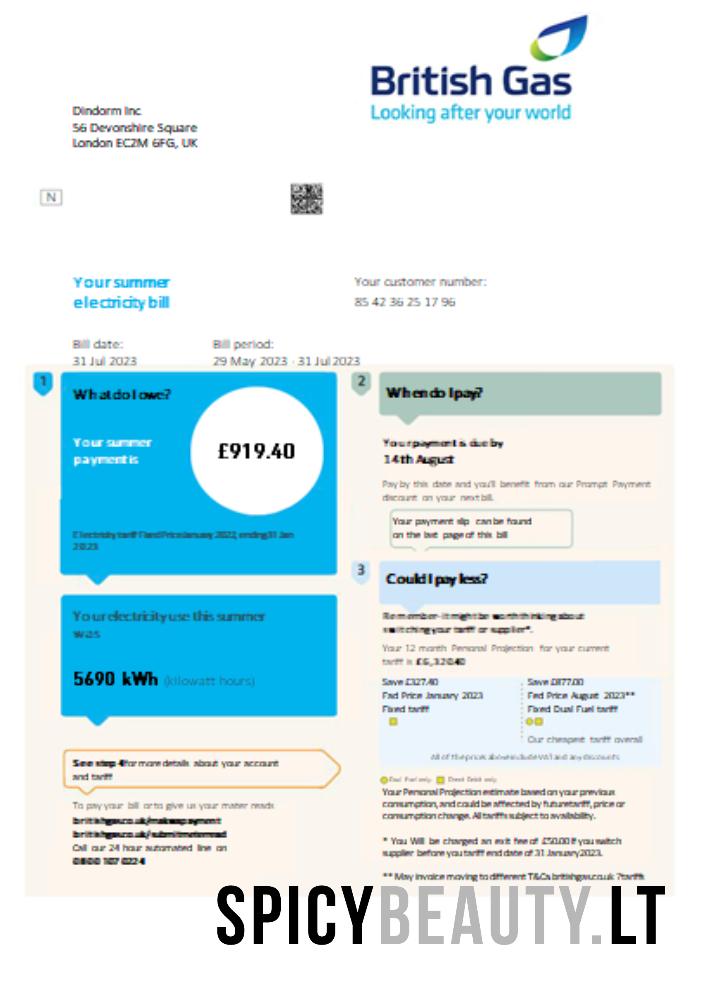 British Gas
Looking after your world
Dindorm Inc
56 Devonshire Square
London EC2M 6FG, UK
N
Your summer
electricity bill
Your customer number:
85 42 36 25 17 96
Bill date:
31 Jul 2023
Bill period:
29 May 2023 - 31 Jul 2023
1
What do I owe?
Your summer
payment is
£919.40
Electricity tariff Fixed Price January 2022, ending 31 Jan
2023
Your electricity use this summer
was
5690 kWh (kilowatt hours)
See step 4 for more details about your account
and tariff
To pay your bill or to give us your mater reads
britishgas.co.uk/makeapayment
britishgas.co.uk/submitmeterread
Call our 24 hour automated line on
0800 107 0224
2
When do I pay?
Your payment is due by
14th August
Pay by this date and you'll benefit from our Prompt Payment
discount on your next bill.
Your payment slip can be found
on the last page of this bill
3
Could I pay less?
Remember - it might be worth thinking about
switching your tariff or supplier*.
Your 12 month Personal Projection for your current
tariff is
Save £327.40
Fad Price January 2023
Fixed tariff
Save £877.00
Fed Price August 2023**
Fixed Dual Fuel tariff
Our cheapest tariff overall
All of the prices above include VAT and any discounts
Dual Fuel only Direct Debit only
Your Personal Projection estimate based on your previous
consumption, and could be affected by future tariff, price or
consumption change. All tariffs subject to availability.
* You Will be charged an exit fee of £50.00 if you switch
supplier before you tariff end date of 31 January 2023.
** May invoice moving to different T&Cs britishgas.co.uk ?tariffs
SPICYBEAUTY.LT